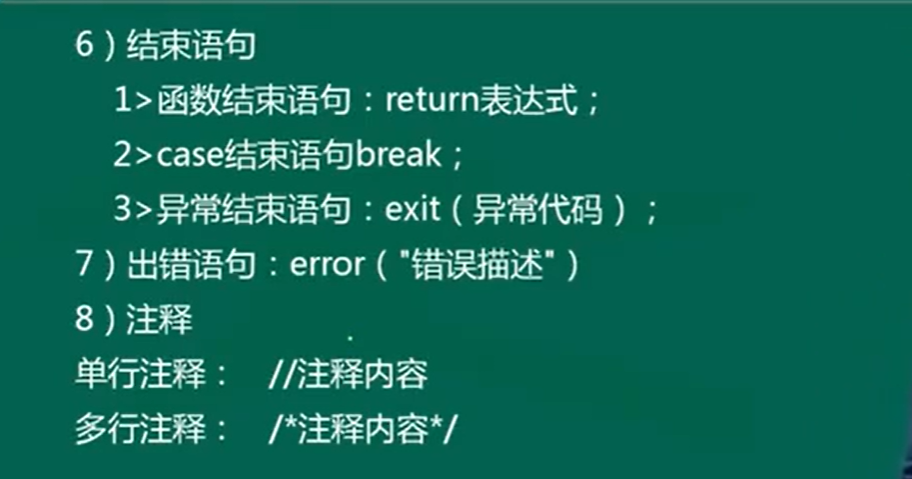 6）结束语句
1>函数结束语句：return表达式；
2>case结束语句break；
3>异常结束语句：exit（异常代码）；
7）出错语句：error（"错误描述"）
8）注释
单行注释： //注释内容
多行注释： /*注释内容*/